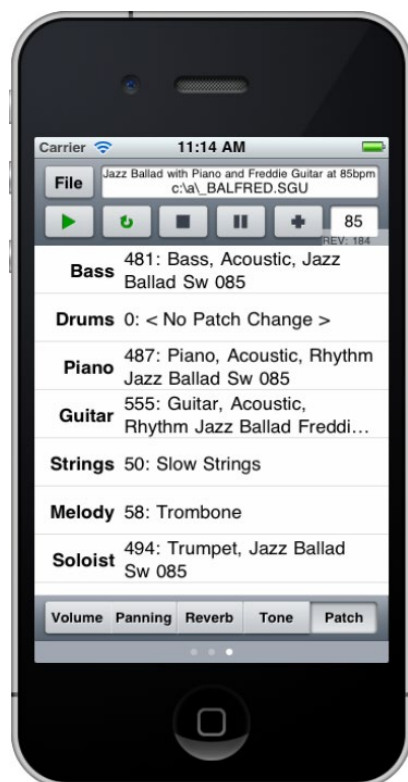 Carrier 11:14 AM
File
Jazz Ballad with Piano and Freddie Guitar at 85bpm
c:\a\_BALFRED.SGU
85
REV: 184
Bass 481: Bass, Acoustic, Jazz
Ballad Sw 085
Drums 0: < No Patch Change >
Piano 487: Piano, Acoustic, Rhythm
Jazz Ballad Sw 085
Guitar 555: Guitar, Acoustic,
Rhythm Jazz Ballad Freddi...
Strings 50: Slow Strings
Melody 58: Trombone
Soloist 494: Trumpet, Jazz Ballad
Sw 085
Volume Panning Reverb Tone Patch